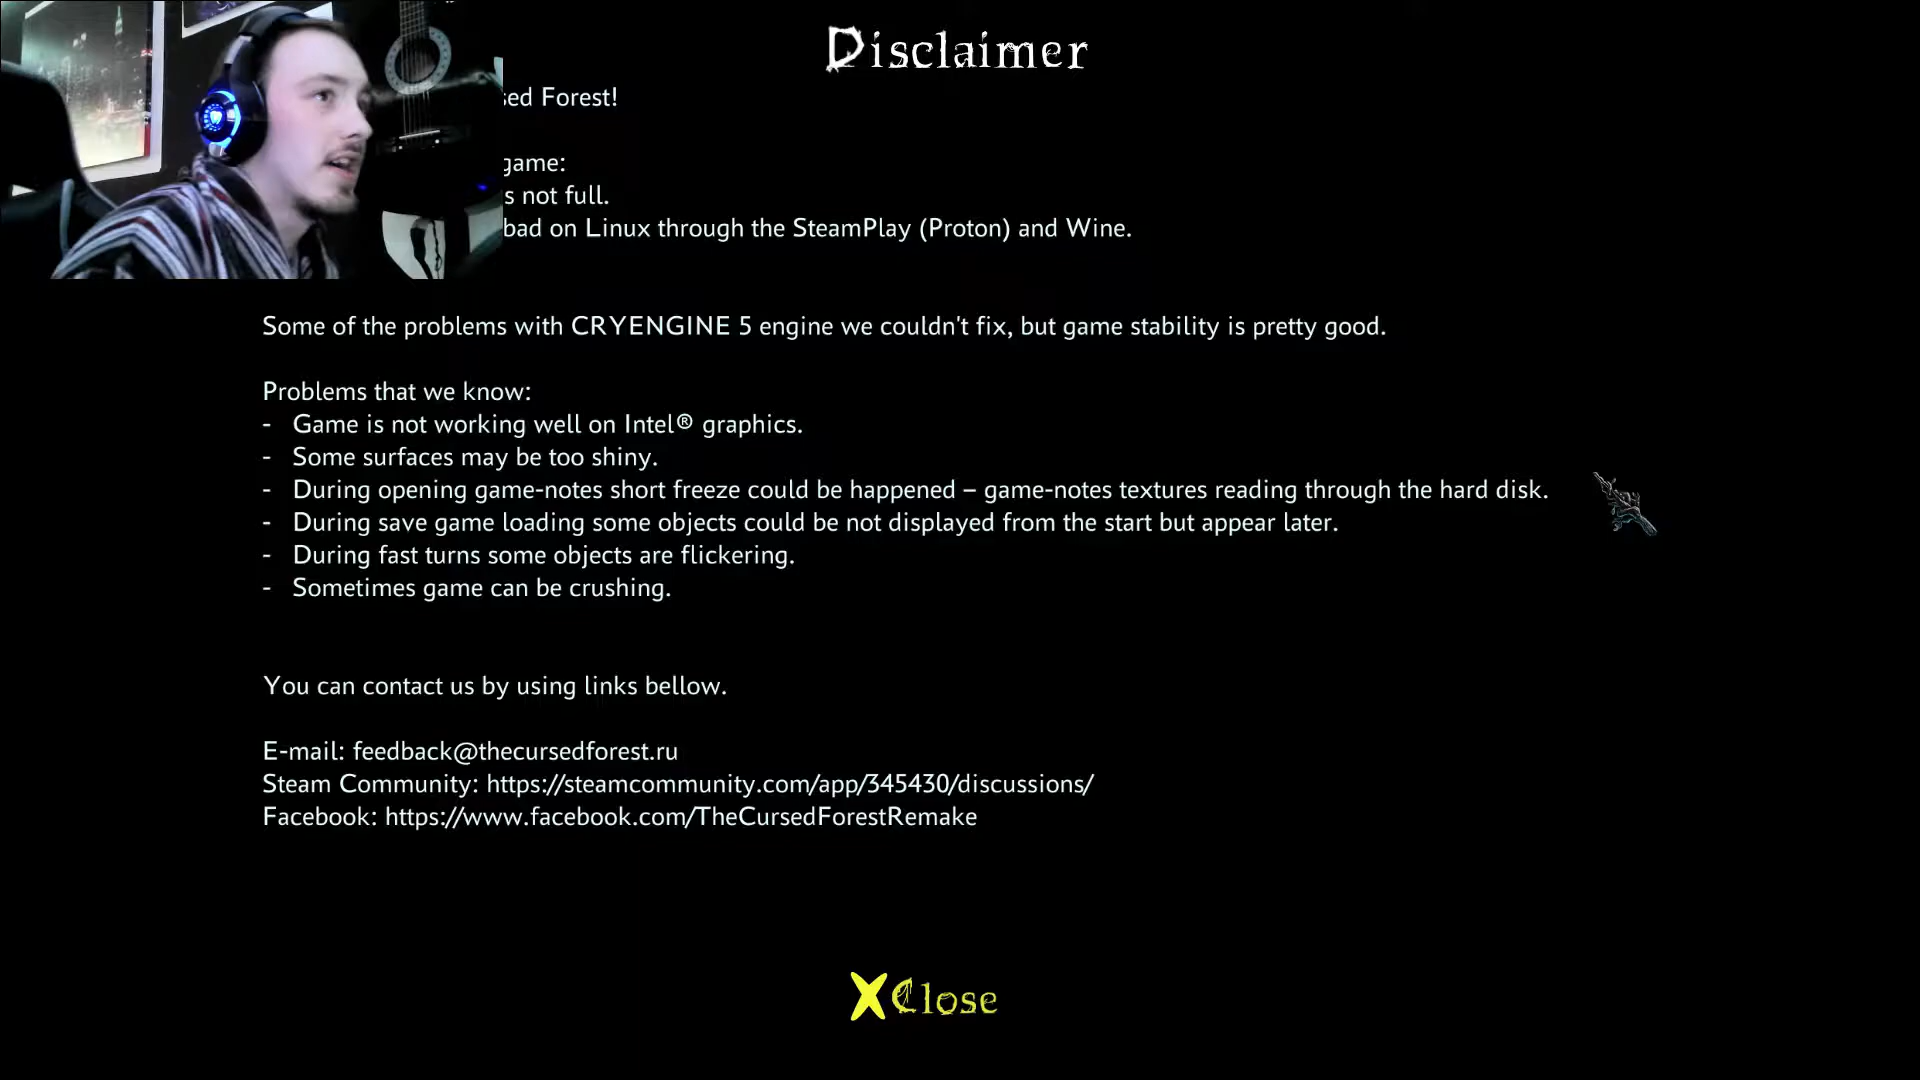 Disclaimer
sed Forest!
game:
s not full.
bad on Linux through the SteamPlay (Proton) and Wine.
Some of the problems with CRYENGINE 5 engine we couldn't fix, but game stability is pretty good.
Problems that we know:
- Game is not working well on Intel® graphics.
- Some surfaces may be too shiny.
- During opening game-notes short freeze could be happened – game-notes textures reading through the hard disk.
- During save game loading some objects could be not displayed from the start but appear later.
- During fast turns some objects are flickering.
- Sometimes game can be crushing.
You can contact us by using links bellow.
E-mail: feedback@thecursedforest.ru
Steam Community: https://steamcommunity.com/app/345430/discussions/
Facebook: https://www.facebook.com/TheCursedForestRemake
XClose